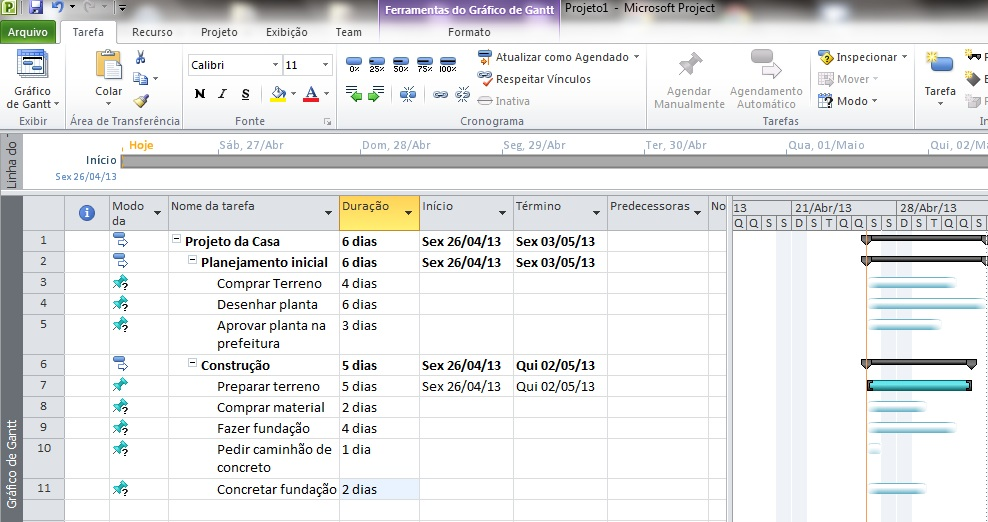 Ferramentas do Gráfico de Gantt Projeto1 - Microsoft Project
Arquivo Tarefa Recurso Projeto Exibição Team Formato
Gráfico de Gantt
Exibir
Colar
Área de Transferência
Calibri 11
N I S A
Fonte
0% 25% 50% 75% 100%
Atualizar como Agendado
Respeitar Vínculos
Inativa
Cronograma
Agendar Manualmente
Agendamento Automático
Inspecionar
Mover
Modo
Tarefas
Tarefa
Linha do
Hoje Sáb, 27/Abr Dom, 28/Abr Seg, 29/Abr Ter, 30/Abr Qua, 01/Maio Qui, 02/M
Início
Sex 26/04/13
Modo da Nome da tarefa Duração Início Término Predecessoras No
13 21/Abr/13 28/Abr/13
Q Q S S D S T Q Q S S D S T Q Q S
1 Projeto da Casa 6 dias Sex 26/04/13 Sex 03/05/13
2 Planejamento inicial 6 dias Sex 26/04/13 Sex 03/05/13
3 Comprar Terreno 4 dias
4 Desenhar planta 6 dias
5 Aprovar planta na prefeitura 3 dias
6 Construção 5 dias Sex 26/04/13 Qui 02/05/13
7 Preparar terreno 5 dias Sex 26/04/13 Qui 02/05/13
8 Comprar material 2 dias
9 Fazer fundação 4 dias
10 Pedir caminhão de concreto 1 dia
11 Concretar fundação 2 dias
Gráfico de Gantt